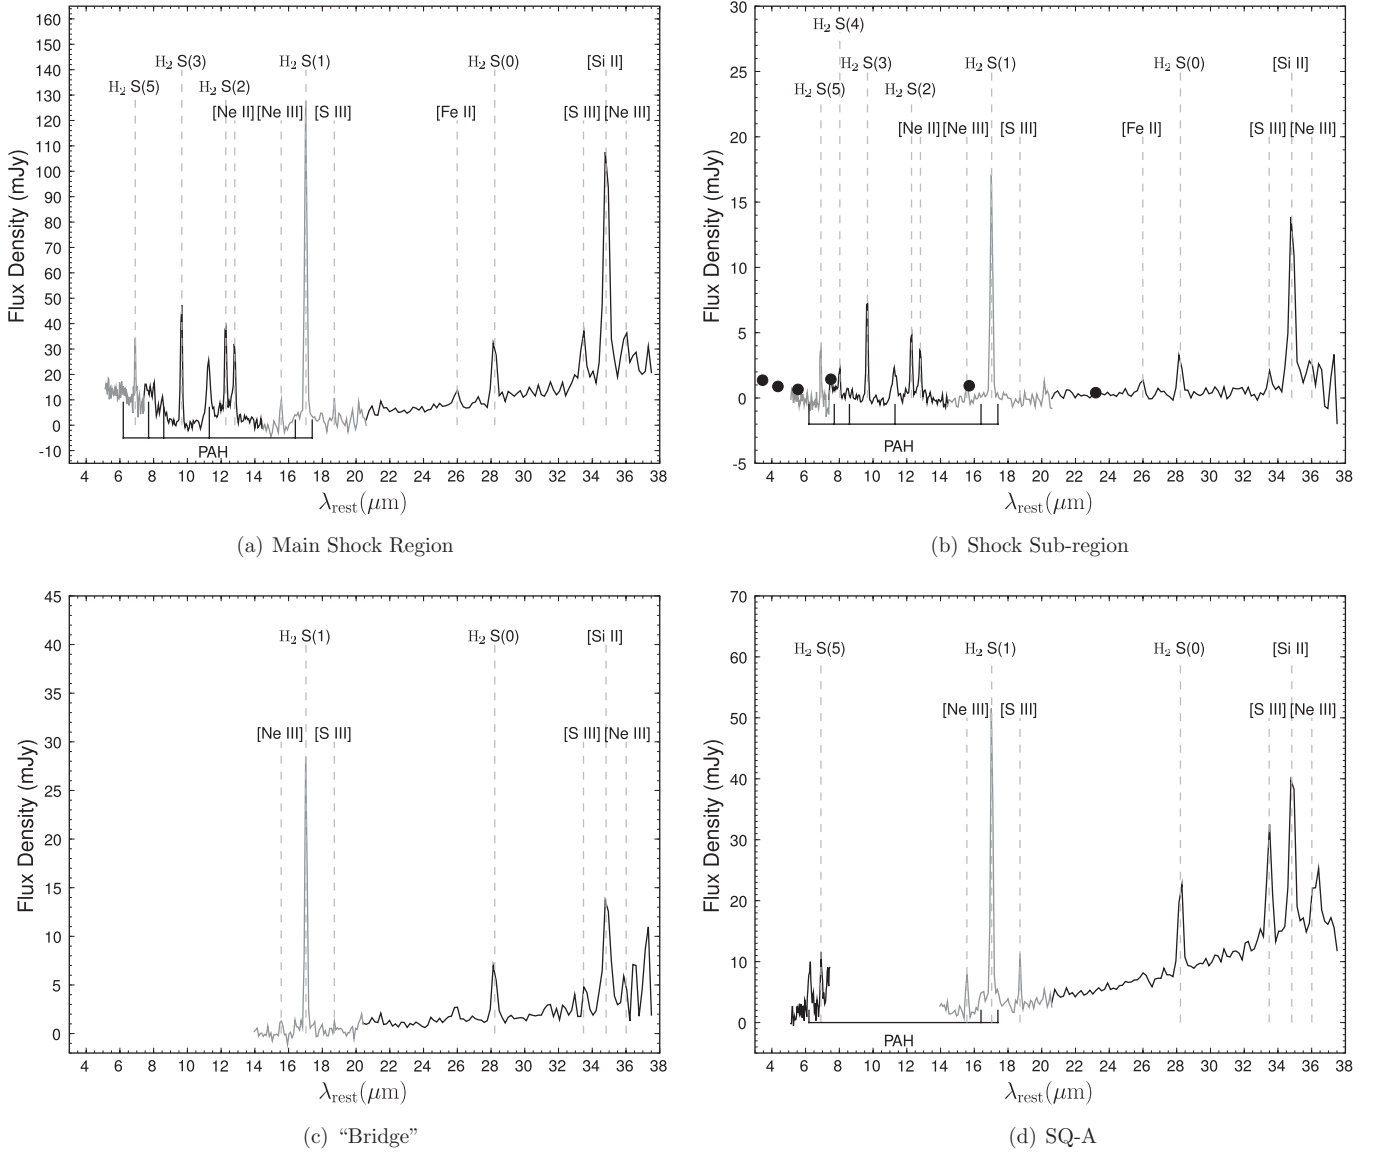 160
150
140
130
120
110
100
90
80
70
60
50
40
30
20
10
0
-10
Flux Density (mJy)
H₂ S(3) H₂ S(1) H₂ S(0) [Si II]
H₂ S(5) H₂ S(2)
[Ne II] [Ne III] [S III] [Fe II] [S III] [Ne III]
PAH
4 6 8 10 12 14 16 18 20 22 24 26 28 30 32 34 36 38
λrest(μm)
(a) Main Shock Region
30
25
20
15
10
5
0
-5
Flux Density (mJy)
H₂ S(4)
H₂ S(3) H₂ S(1) H₂ S(0) [Si II]
H₂ S(5) H₂ S(2)
[Ne II] [Ne III] [S III] [Fe II] [S III] [Ne III]
PAH
4 6 8 10 12 14 16 18 20 22 24 26 28 30 32 34 36 38
λrest(μm)
(b) Shock Sub-region
45
40
35
30
25
20
15
10
5
0
Flux Density (mJy)
H₂ S(1) H₂ S(0) [Si II]
[Ne III] [S III] [S III] [Ne III]
4 6 8 10 12 14 16 18 20 22 24 26 28 30 32 34 36 38
λrest(μm)
(c) “Bridge”
70
60
50
40
30
20
10
0
Flux Density (mJy)
H₂ S(5) H₂ S(1) H₂ S(0) [Si II]
[Ne III] [S III] [S III] [Ne III]
PAH
4 6 8 10 12 14 16 18 20 22 24 26 28 30 32 34 36 38
λrest(μm)
(d) SQ-A